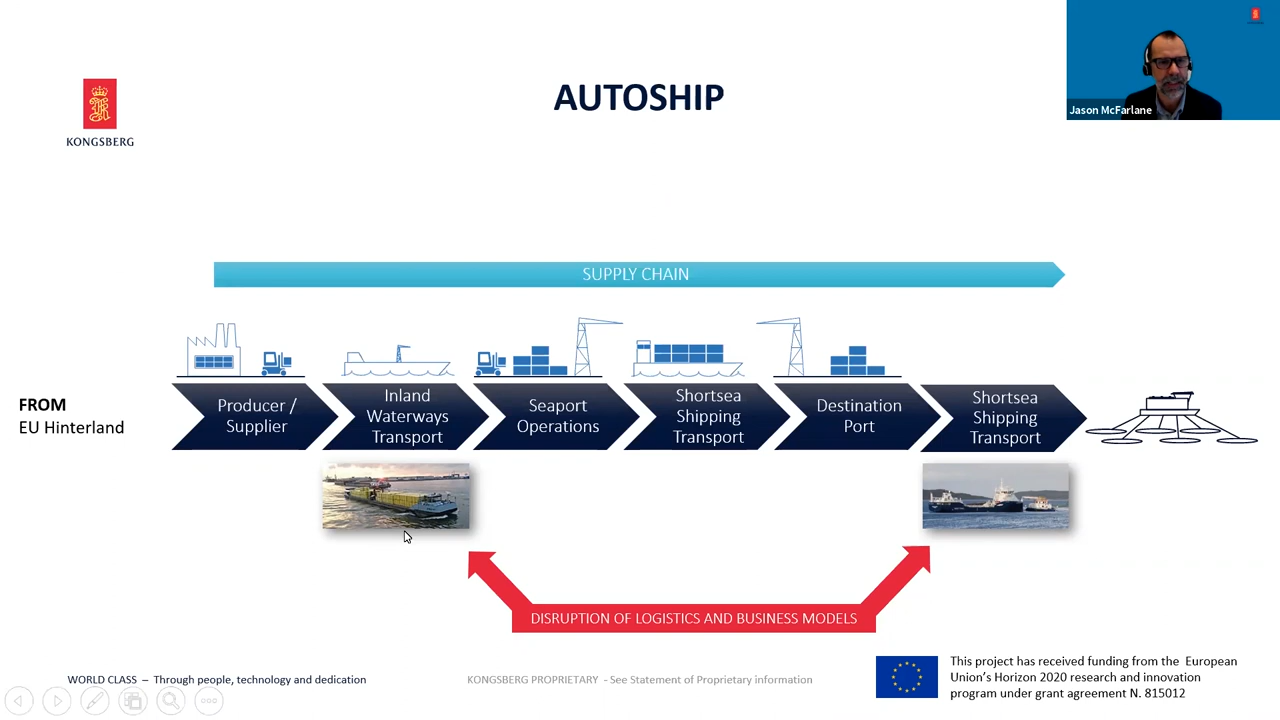 AUTOSHIP
KONGSBERG
Jason McFarlane
SUPPLY CHAIN
FROM
EU Hinterland
Producer /
Supplier
Inland
Waterways
Transport
Seaport
Operations
Shortsea
Shipping
Transport
Destination
Port
Shortsea
Shipping
Transport
DISRUPTION OF LOGISTICS AND BUSINESS MODELS
WORLD CLASS – Through people, technology and dedication
KONGSBERG PROPRIETARY - See Statement of Proprietary information
This project has received funding from the European
Union's Horizon 2020 research and innovation
program under grant agreement N. 815012